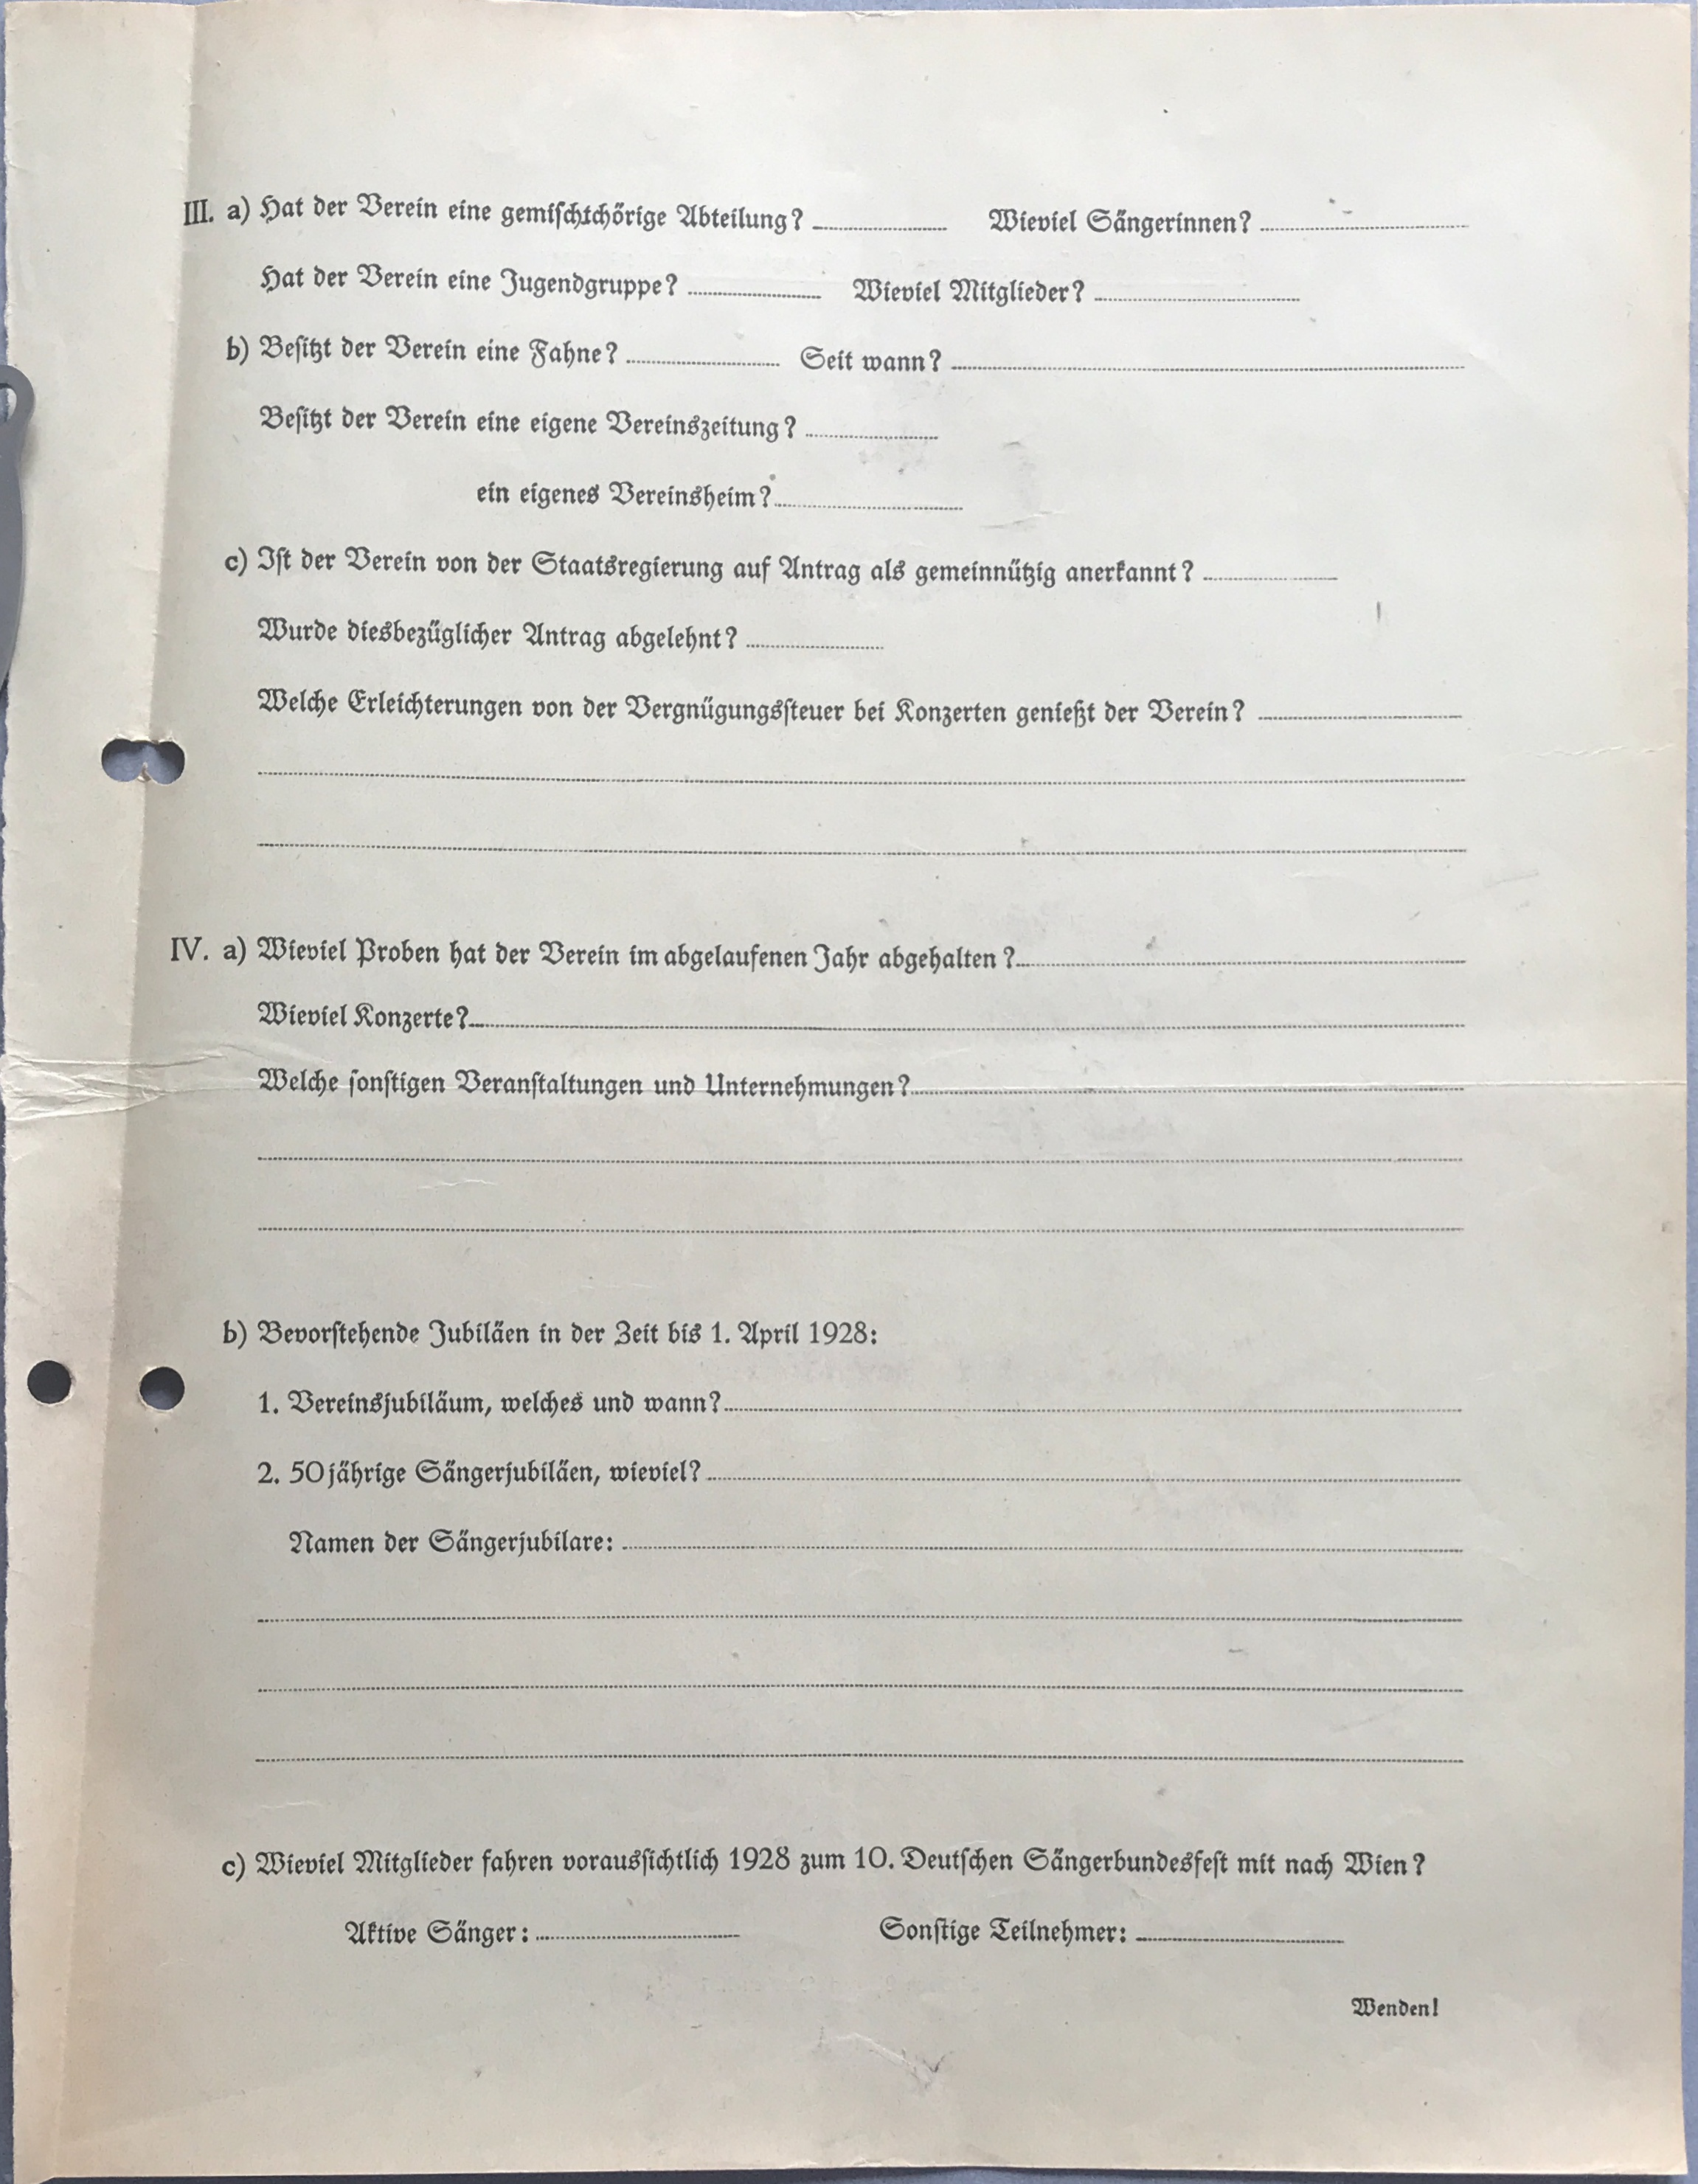 III. a) Hat der Verein eine gemischtchörige Abteilung? Wieviel Sängerinnen?
Hat der Verein eine Jugendgruppe? Wieviel Mitglieder?
b) Besitzt der Verein eine Fahne? Seit wann?
Besitzt der Verein eine eigene Vereinszeitung?
ein eigenes Vereinsheim?
c) Ist der Verein von der Staatsregierung auf Antrag als gemeinnützig anerkannt?
Wurde diesbezüglicher Antrag abgelehnt?
Welche Erleichterungen von der Vergnügungssteuer bei Konzerten genießt der Verein?
IV. a) Wieviel Proben hat der Verein im abgelaufenen Jahr abgehalten?
Wieviel Konzerte?
Welche sonstigen Veranstaltungen und Unternehmungen?
b) Bevorstehende Jubiläen in der Zeit bis 1. April 1928:
1. Vereinsjubiläum, welches und wann?
2. 50jährige Sängerjubiläen, wieviel?
Namen der Sängerjubilare:
c) Wieviel Mitglieder fahren voraussichtlich 1928 zum 10. Deutschen Sängerbundesfest mit nach Wien?
Aktive Sänger: Sonstige Teilnehmer:
Wenden!